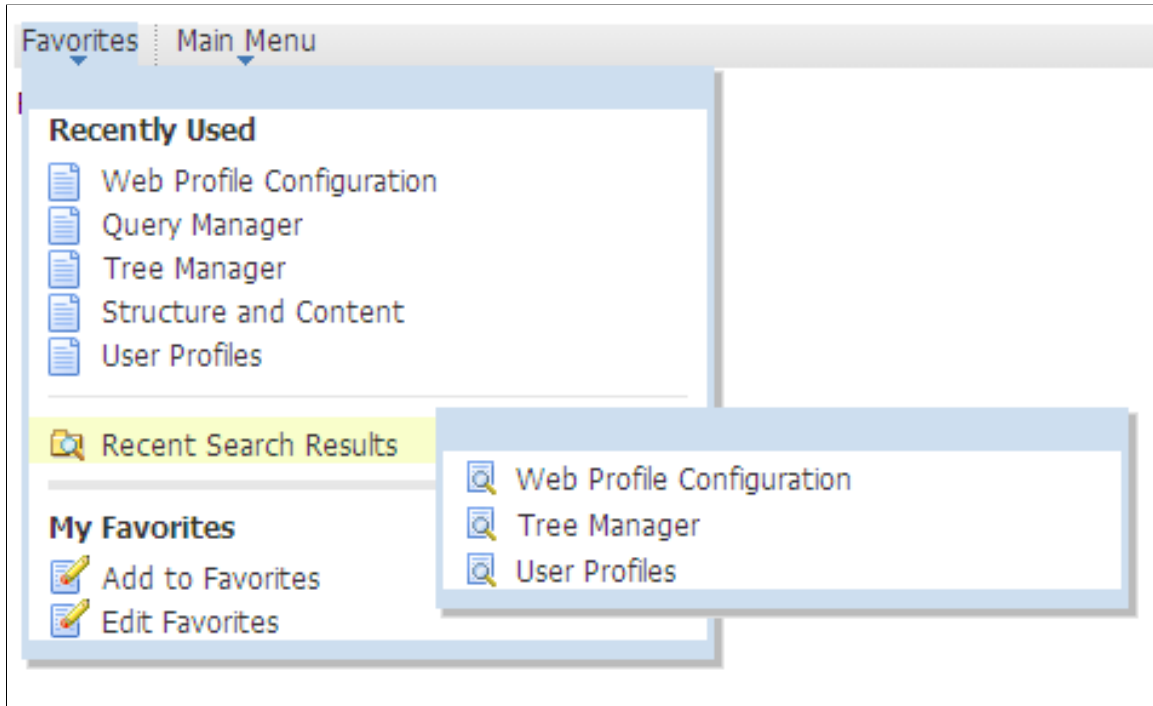 Favorites Main Menu
Recently Used
Web Profile Configuration
Query Manager
Tree Manager
Structure and Content
User Profiles
Recent Search Results
Web Profile Configuration
Tree Manager
User Profiles
My Favorites
Add to Favorites
Edit Favorites